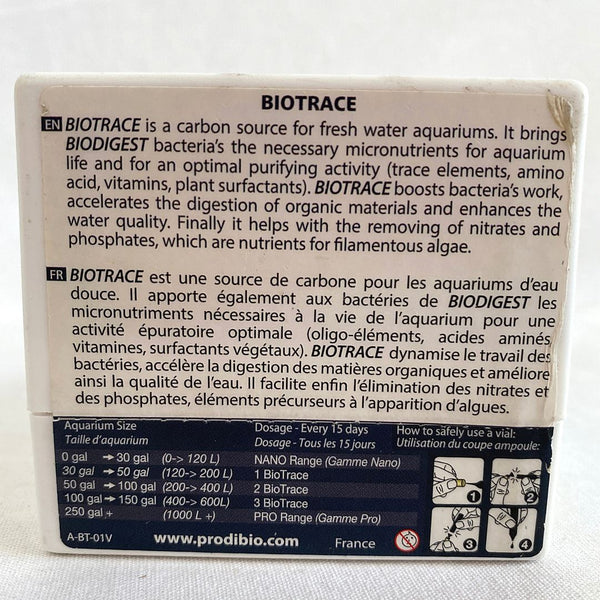 BIOTRACE
EN BIOTRACE is a carbon source for fresh water aquariums. It brings
BIODIGEST bacteria's the necessary micronutrients for aquarium
life and for an optimal purifying activity (trace elements, amino
acid, vitamins, plant surfactants). BIOTRACE boosts bacteria's work,
accelerates the digestion of organic materials and enhances the
water quality. Finally it helps with the removing of nitrates and
phosphates, which are nutrients for filamentous algae.
FR BIOTRACE est une source de carbone pour les aquariums d'eau
douce. Il apporte également aux bactéries de BIODIGEST les
micronutriments nécessaires à la vie de l'aquarium pour une
activité épuratoire optimale (oligo-éléments, acides aminés,
vitamines, surfactants végétaux). BIOTRACE dynamise le travail des
bactéries, accélère la digestion des matières organiques et améliore
ainsi la qualité de l'eau. Il facilite enfin l'élimination des nitrates et
des phosphates, éléments précurseurs à l'apparition d'algues.
Aquarium Size Dosage - Every 15 days How to safely use a vial:
Taille d'aquarium Dosage - Tous les 15 jours Utilisation du coupe ampoule:
0 gal → 30 gal (0-> 120 L) NANO Range (Gamme Nano)
30 gal → 50 gal (120-> 200 L) 1 BioTrace
50 gal → 100 gal (200-> 400 L) 2 BioTrace
100 gal → 150 gal (400-> 600L) 3 BioTrace
250 gal + (1000 L +) PRO Range (Gamme Pro)
1 2
3 4
A-BT-01V www.prodibio.com France 0-3